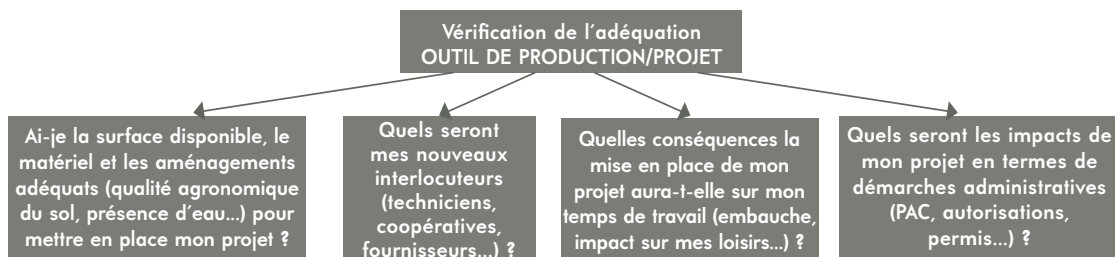 Vérification de l'adéquation
OUTIL DE PRODUCTION/PROJET
Ai-je la surface disponible, le
matériel et les aménagements
adéquats (qualité agronomique
du sol, présence d'eau...) pour
mettre en place mon projet ?
Quels seront
mes nouveaux
interlocuteurs
(techniciens,
coopératives,
fournisseurs...) ?
Quelles conséquences la
mise en place de mon
projet aura-t-elle sur mon
temps de travail (embauche,
impact sur mes loisirs...) ?
Quels seront les impacts de
mon projet en termes de
démarches administratives
(PAC, autorisations,
permis...) ?